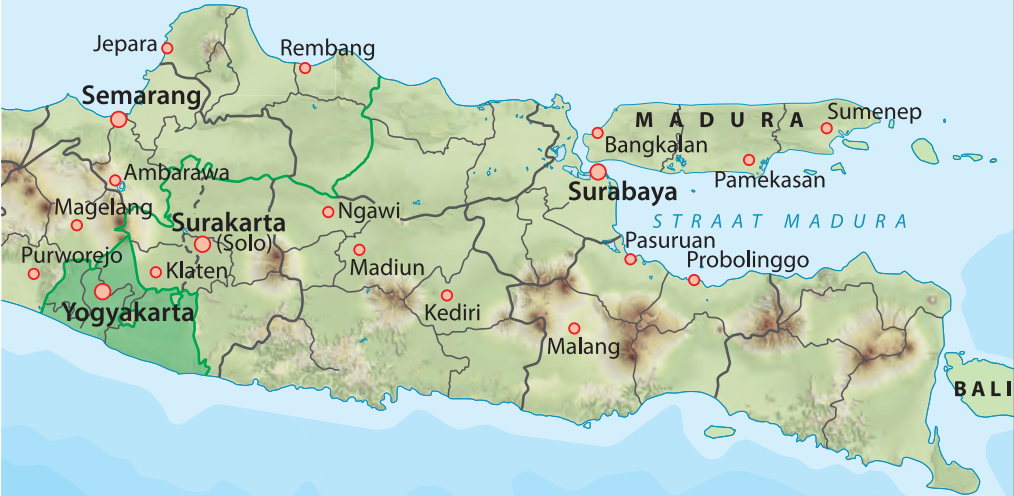 Jepara
Rembang
Semarang
MADURA
Sumenep
Bangkalan
Ambarawa
Pamekasan
Surabaya
Magelang
Surakarta
(Solo)
Ngawi
STRAAT MADURA
Purworejo
Klaten
Madiun
Pasuruan
Probolinggo
Yogyakarta
Kediri
Malang
BALI